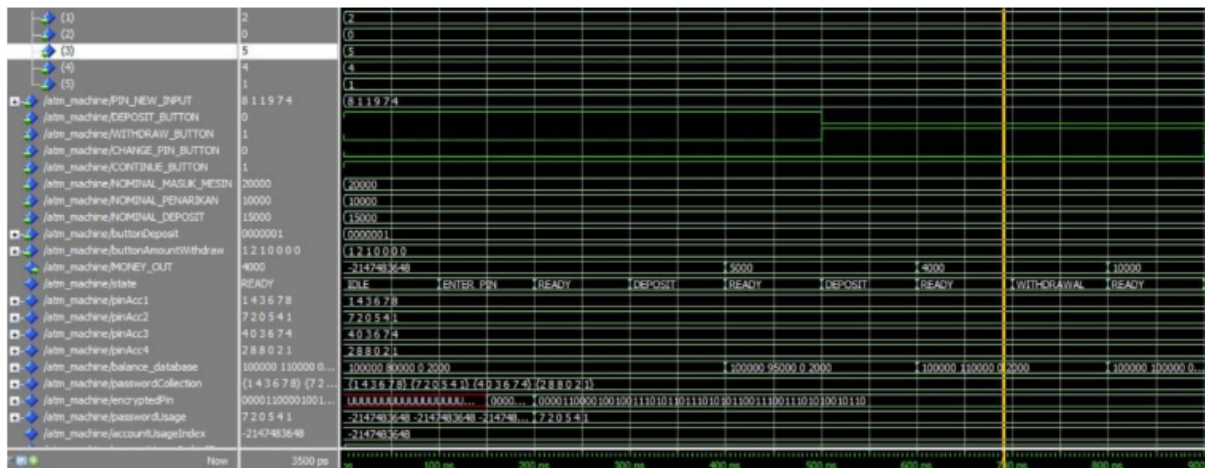 (1) 2 2
(2) 0 0
(3) 5 5
(4) 4 4
(5) 1 1
/atm_machine/PIN_NEW_INPUT 8 1 1 9 7 4 8 1 1 9 7 4
/atm_machine/DEPOSIT_BUTTON 0
/atm_machine/WITHDRAW_BUTTON 1
/atm_machine/CHANGE_PIN_BUTTON 0
/atm_machine/CONTINUE_BUTTON 1
/atm_machine/NOMINAL_MASUK_MESIN 20000 20000
/atm_machine/NOMINAL_PENARIKAN 10000 10000
/atm_machine/NOMINAL_DEPOSIT 15000 15000
/atm_machine/buttonDeposit 0000001 0000001
/atm_machine/buttonAmountWithdraw 1 2 1 0 0 0 0 1 2 1 0 0 0 0
/atm_machine/MONEY_OUT 4000 -2147483648 5000 4000 10000
/atm_machine/state READY IDLE ENTER_PIN READY DEPOSIT READY DEPOSIT READY WITHDRAWAL READY
/atm_machine/pinAcc1 1 4 3 6 7 8 1 4 3 6 7 8
/atm_machine/pinAcc2 7 2 0 5 4 1 7 2 0 5 4 1
/atm_machine/pinAcc3 4 0 3 6 7 4 4 0 3 6 7 4
/atm_machine/pinAcc4 2 8 8 0 2 1 2 8 8 0 2 1
/atm_machine/balance_database 100000 110000 0... 100000 80000 0 2000 100000 95000 0 2000 100000 110000 0 2000 100000 100000 0...
/atm_machine/passwordCollection {1 4 3 6 7 8} {7 2... {1 4 3 6 7 8} {7 2 0 5 4 1} {4 0 3 6 7 4} {2 8 8 0 2 1}
/atm_machine/encryptedPin 00001100001001... 0000...
/atm_machine/passwordUsage 7 2 0 5 4 1 -2147483648 -2147483648 -214748... 7 2 0 5 4 1
/atm_machine/accountUsageIndex -2147483648 -2147483648
Now 3500 ps 100 ps 200 ps 300 ps 400 ps 500 ps 600 ps 700 ps 800 ps